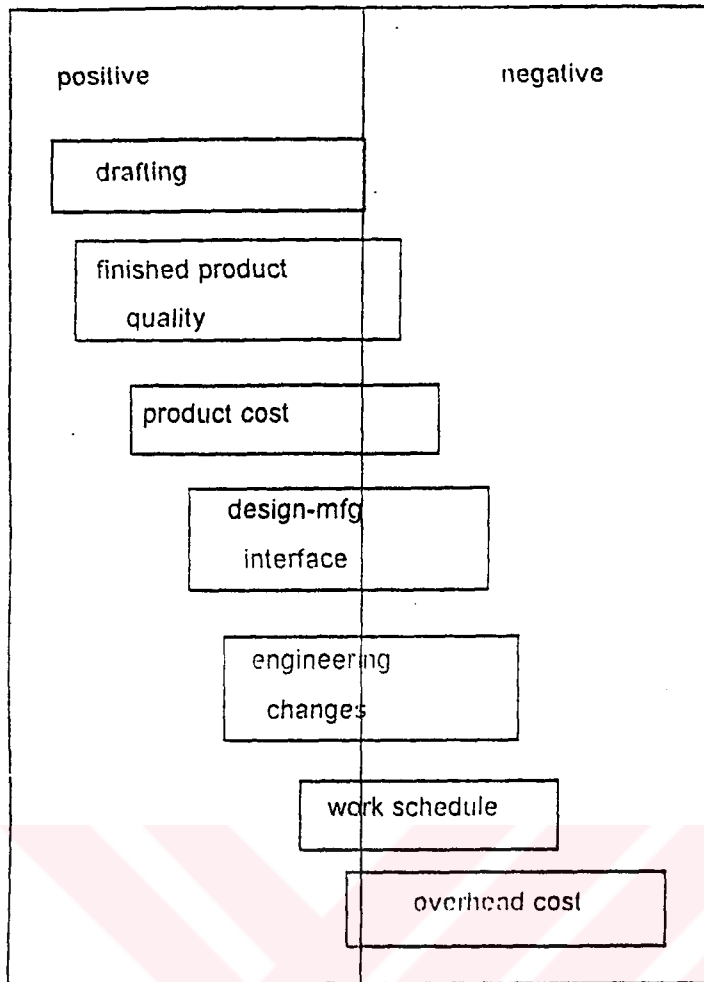 positive negative
drafting
finished product
quality
product cost
design-mfg
interface
engineering
changes
work schedule
overhead cost